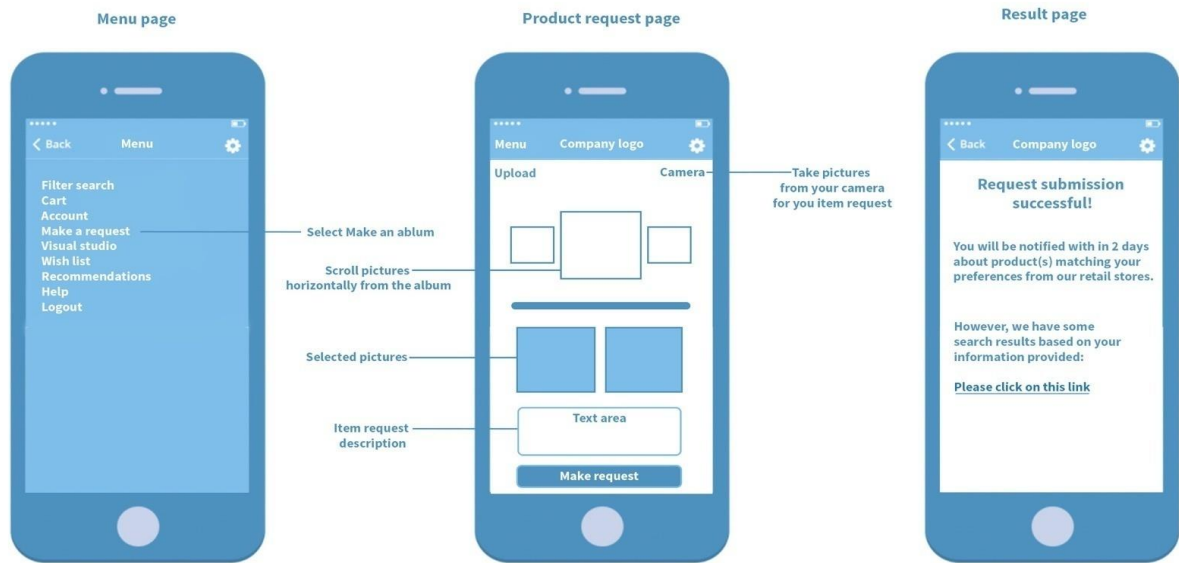 Menu page
Back
Menu
Filter search
Cart
Account
Make a request
Visual studio
Wish list
Recommendations
Help
Logout
Select Make an ablum
Scroll pictures
horizontally from the album
Selected pictures
Item request
description
Product request page
Menu
Company logo
Upload
Camera
Text area
Make request
Take pictures
from your camera
for you item request
Result page
Back
Company logo
Request submission
successful!
You will be notified with in 2 days
about product(s) matching your
preferences from our retail stores.
However, we have some
search results based on your
information provided:
Please click on this link